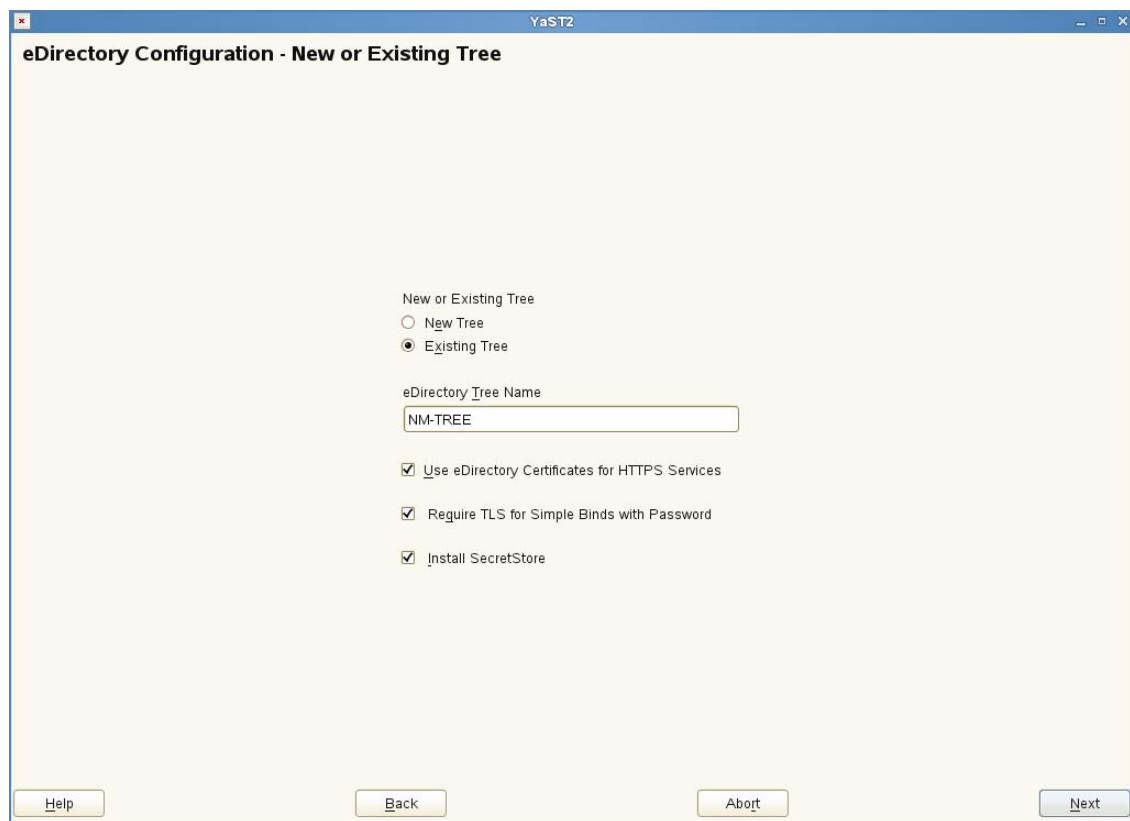 YaST2
eDirectory Configuration - New or Existing Tree
New or Existing Tree
New Tree
Existing Tree
eDirectory Tree Name
NM-TREE
Use eDirectory Certificates for HTTPS Services
Require TLS for Simple Binds with Password
Install SecretStore
Help Back Abort Next